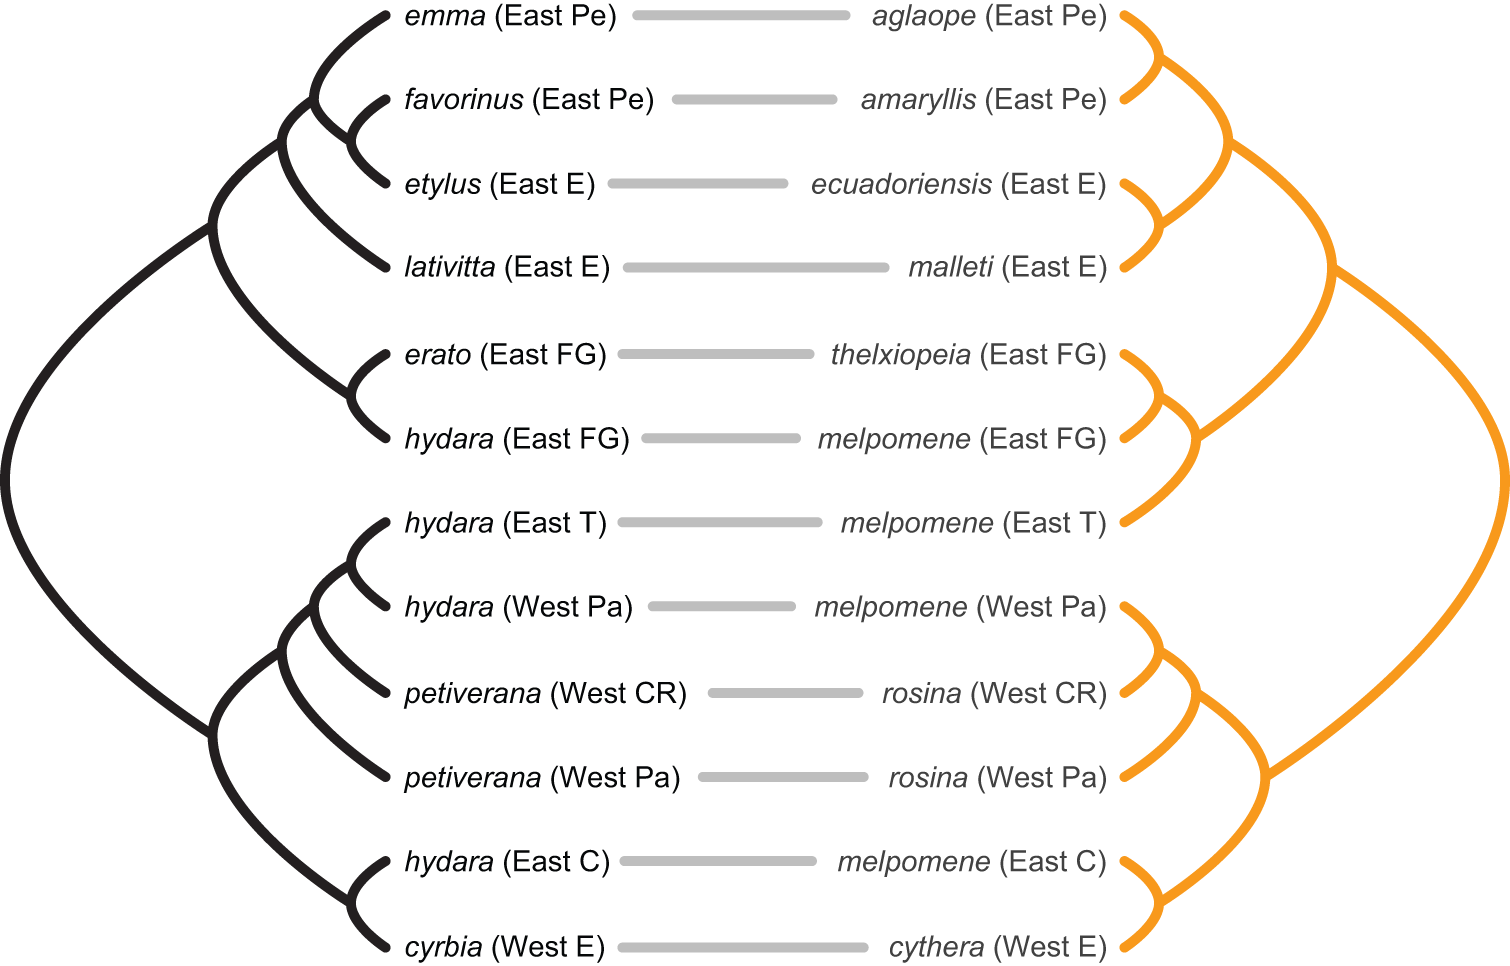 emma (East Pe) aglaope (East Pe)
favorinus (East Pe) amaryllis (East Pe)
etylus (East E) ecuadoriensis (East E)
lativitta (East E) malleti (East E)
erato (East FG) thelxiopeia (East FG)
hydara (East FG) melpomene (East FG)
hydara (East T) melpomene (East T)
hydara (West Pa) melpomene (West Pa)
petiverana (West CR) rosina (West CR)
petiverana (West Pa) rosina (West Pa)
hydara (East C) melpomene (East C)
cyrbia (West E) cythera (West E)